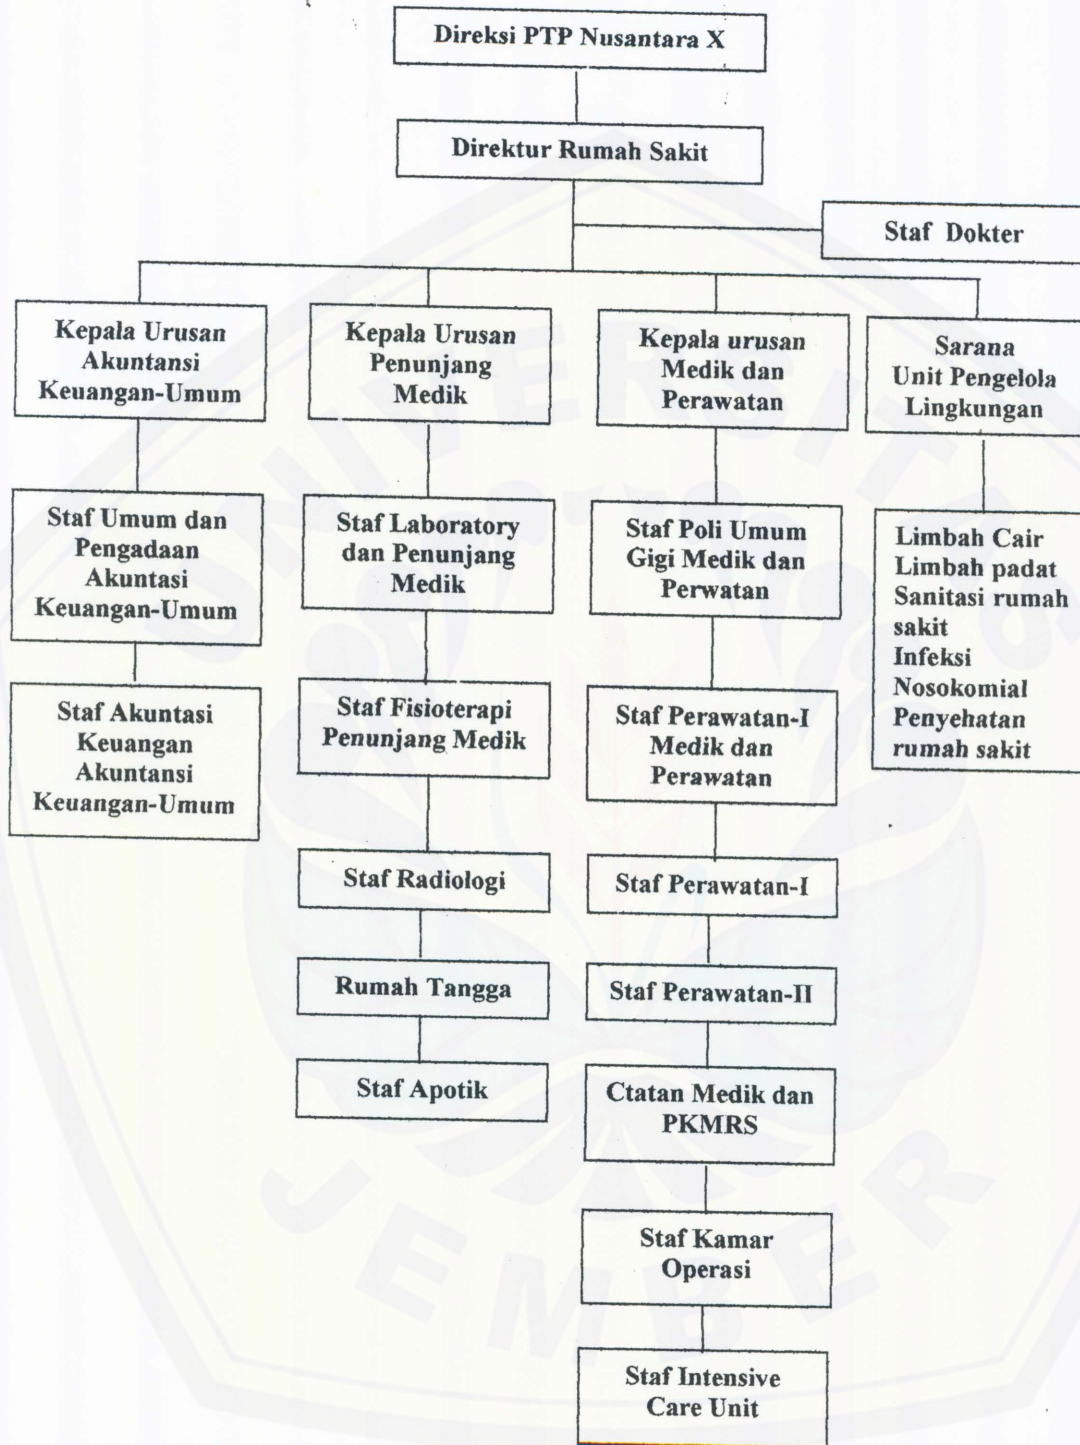 Direksi PTP Nusantara X
Direktur Rumah Sakit
Staf Dokter
Kepala Urusan
Akuntansi
Keuangan-Umum
Kepala Urusan
Penunjang
Medik
Kepala urusan
Medik dan
Perawatan
Sarana
Unit Pengelola
Lingkungan
Staf Umum dan
Pengadaan
Akuntasi
Keuangan-Umum
Staf Laboratory
dan Penunjang
Medik
Staf Poli Umum
Gigi Medik dan
Perwatan
Limbah Cair
Limbah padat
Sanitasi rumah
sakit
Infeksi
Nosokomial
Penyehatan
rumah sakit
Staf Akuntasi
Keuangan
Akuntansi
Keuangan-Umum
Staf Fisioterapi
Penunjang Medik
Staf Perawatan-I
Medik dan
Perawatan
Staf Radiologi
Staf Perawatan-I
Rumah Tangga
Staf Perawatan-II
Staf Apotik
Ctatan Medik dan
PKMRS
Staf Kamar
Operasi
Staf Intensive
Care Unit
UNIVERSITAS
JEMBER